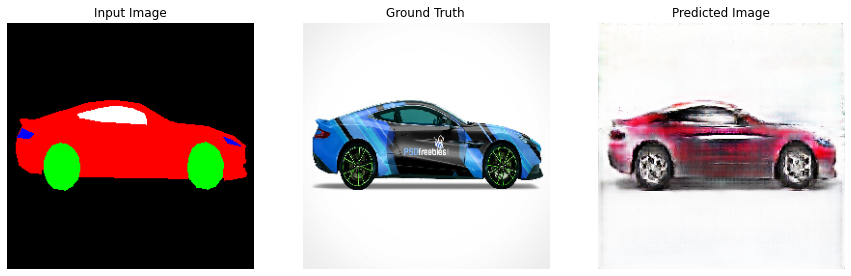 Input Image
Ground Truth
Predicted Image
PSDfreebies